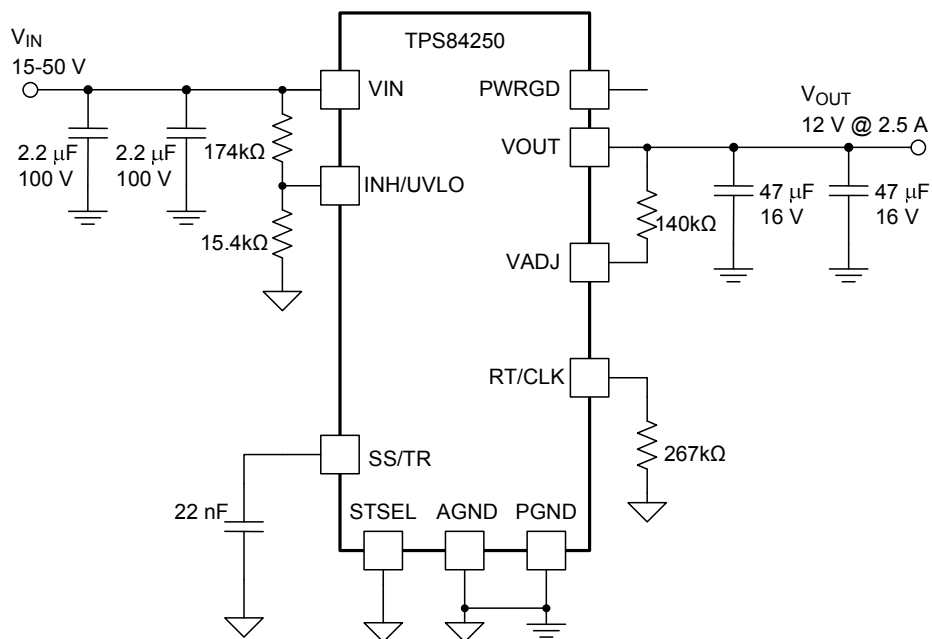 TPS84250
VIN
15-50 V
VIN
PWRGD
VOUT
12 V @ 2.5 A
VOUT
2.2 μF
100 V
2.2 μF
100 V
174kΩ
INH/UVLO
47 μF
16 V
47 μF
16 V
140kΩ
15.4kΩ
VADJ
RT/CLK
267kΩ
SS/TR
22 nF
STSEL
AGND
PGND